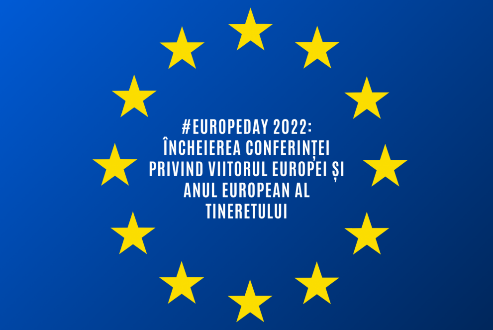 #EUROPEDAY 2022:
ÎNCHEIEREA CONFERINȚEI
PRIVIND VIITORUL EUROPEI ȘI
ANUL EUROPEAN AL
TINERETULUI